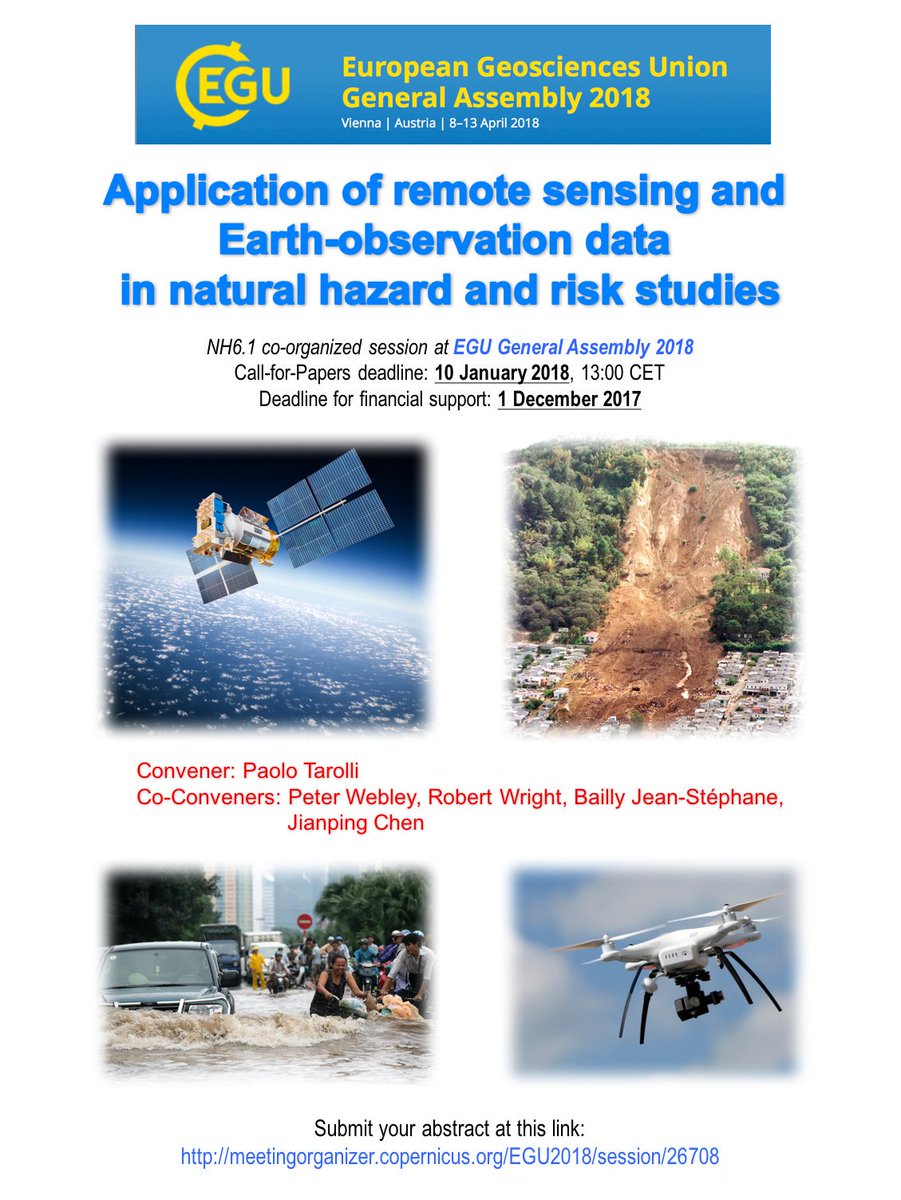 EGU
European Geosciences Union
General Assembly 2018
Vienna | Austria | 8–13 April 2018
Application of remote sensing and
Earth-observation data
in natural hazard and risk studies
NH6.1 co-organized session at EGU General Assembly 2018
Call-for-Papers deadline: 10 January 2018, 13:00 CET
Deadline for financial support: 1 December 2017
Convener: Paolo Tarolli
Co-Conveners: Peter Webley, Robert Wright, Bailly Jean-Stéphane,
Jianping Chen
Submit your abstract at this link:
http://meetingorganizer.copernicus.org/EGU2018/session/26708